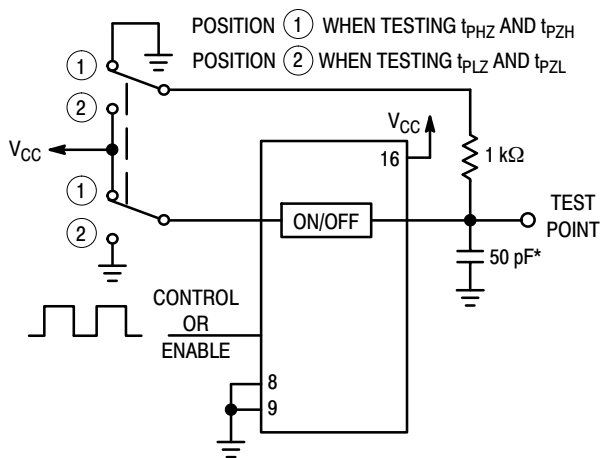 POSITION 1 WHEN TESTING tPHZ AND tPZH
POSITION 2 WHEN TESTING tPLZ AND tPZL
1
2
VCC
1
2
VCC
16
1 kΩ
ON/OFF
TEST
POINT
50 pF*
CONTROL
OR
ENABLE
8
9